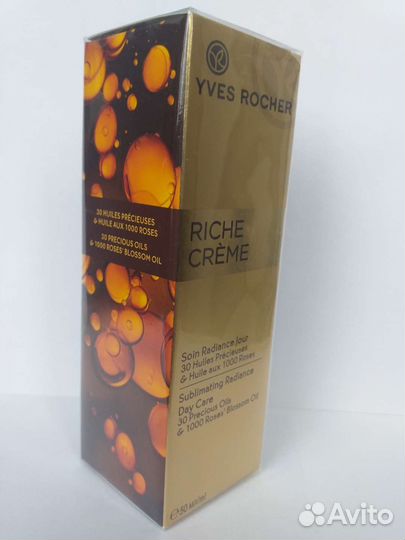 30 HUILES PRÉCIEUSES
& HUILE AUX 1000 ROSES
30 PRECIOUS OILS
& 1000 ROSES' BLOSSOM OIL
YVES ROCHER
RICHE
CRÈME
Soin Radiance Jour
30 Huiles Précieuses
& Huile aux 1000 Roses
Sublimating Radiance
Day Care
30 Precious Oils
& 1000 Roses' Blossom Oil
℮50 мл/ml
Avito